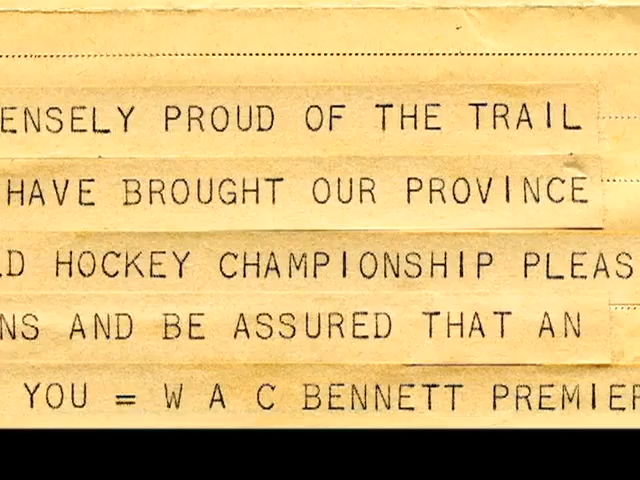 ENSELY PROUD OF THE TRAIL
HAVE BROUGHT OUR PROVINCE
LD HOCKEY CHAMPIONSHIP PLEAS
NS AND BE ASSURED THAT AN
YOU = W A C BENNETT PREMIER